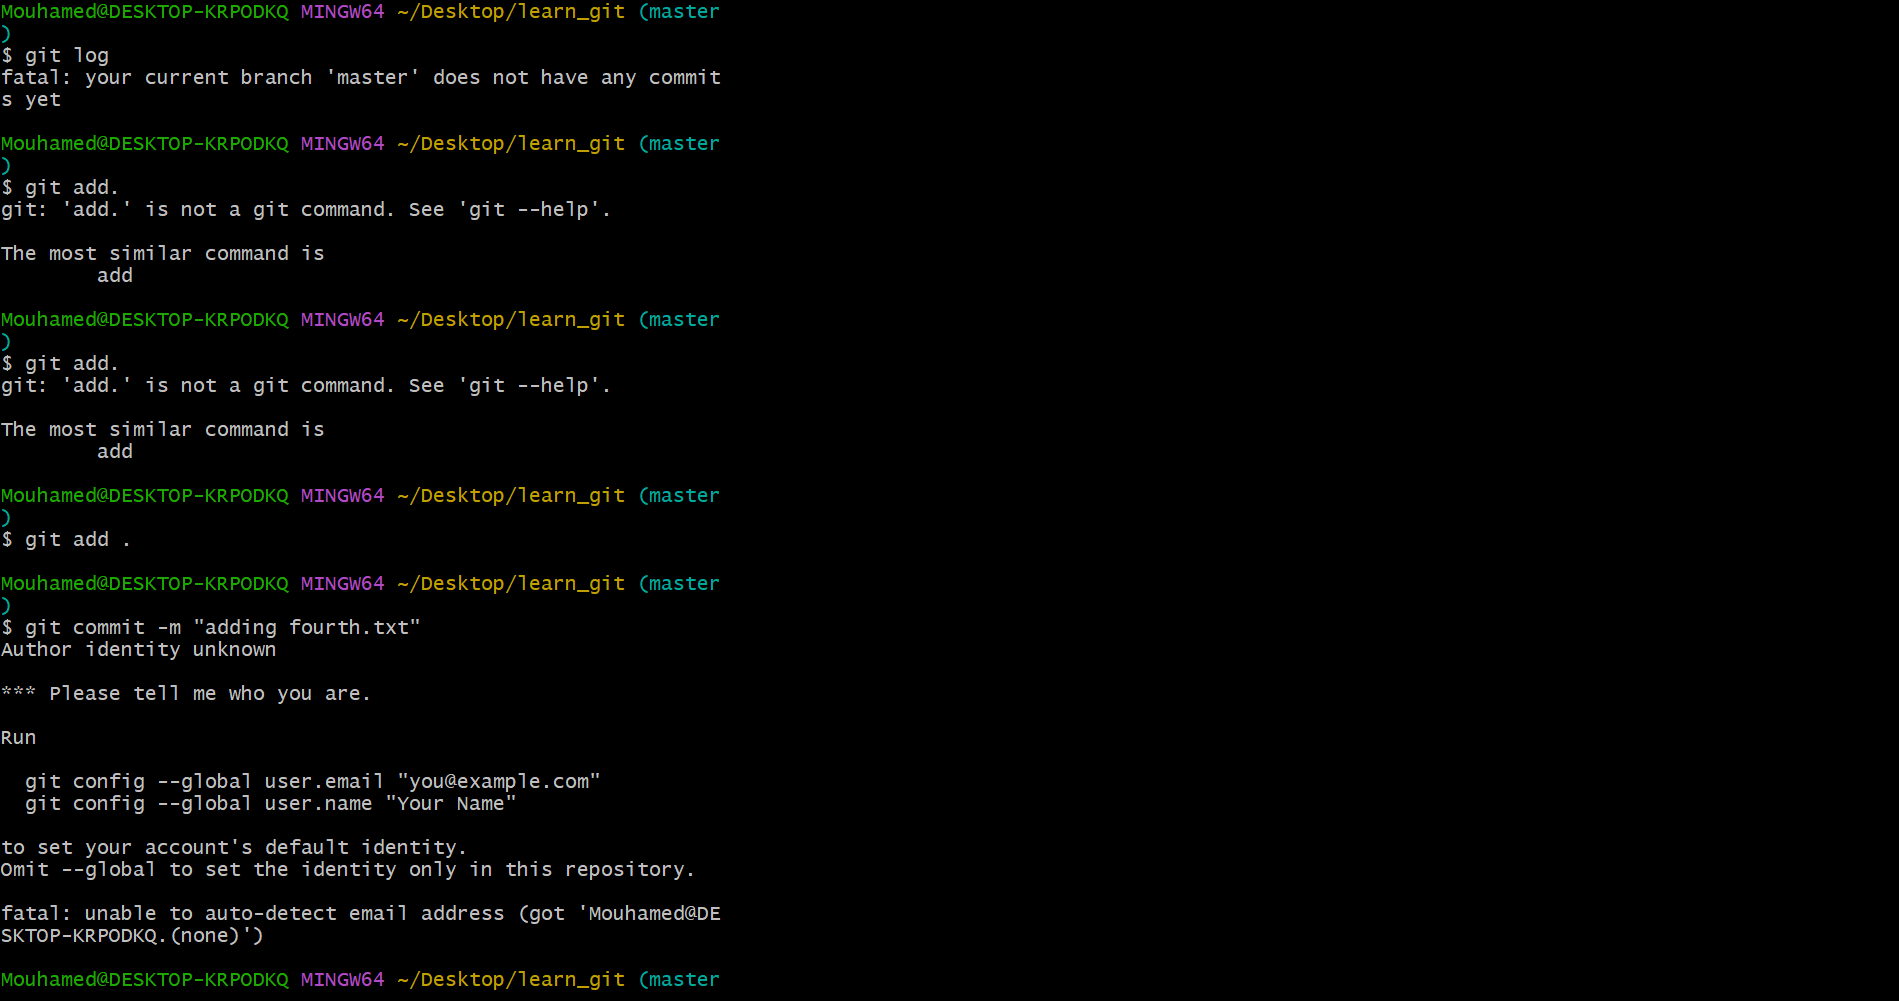 Mouhamed@DESKTOP-KRPODKQ MINGW64 ~/Desktop/learn_git (master
)
$ git log
fatal: your current branch 'master' does not have any commit
s yet
Mouhamed@DESKTOP-KRPODKQ MINGW64 ~/Desktop/learn_git (master
)
$ git add.
git: 'add.' is not a git command. See 'git --help'.
The most similar command is
        add
Mouhamed@DESKTOP-KRPODKQ MINGW64 ~/Desktop/learn_git (master
)
$ git add.
git: 'add.' is not a git command. See 'git --help'.
The most similar command is
        add
Mouhamed@DESKTOP-KRPODKQ MINGW64 ~/Desktop/learn_git (master
)
$ git add .
Mouhamed@DESKTOP-KRPODKQ MINGW64 ~/Desktop/learn_git (master
)
$ git commit -m "adding fourth.txt"
Author identity unknown
*** Please tell me who you are.
Run
  git config --global user.email "you@example.com"
  git config --global user.name "Your Name"
to set your account's default identity.
Omit --global to set the identity only in this repository.
fatal: unable to auto-detect email address (got 'Mouhamed@DE
SKTOP-KRPODKQ.(none)')
Mouhamed@DESKTOP-KRPODKQ MINGW64 ~/Desktop/learn_git (master